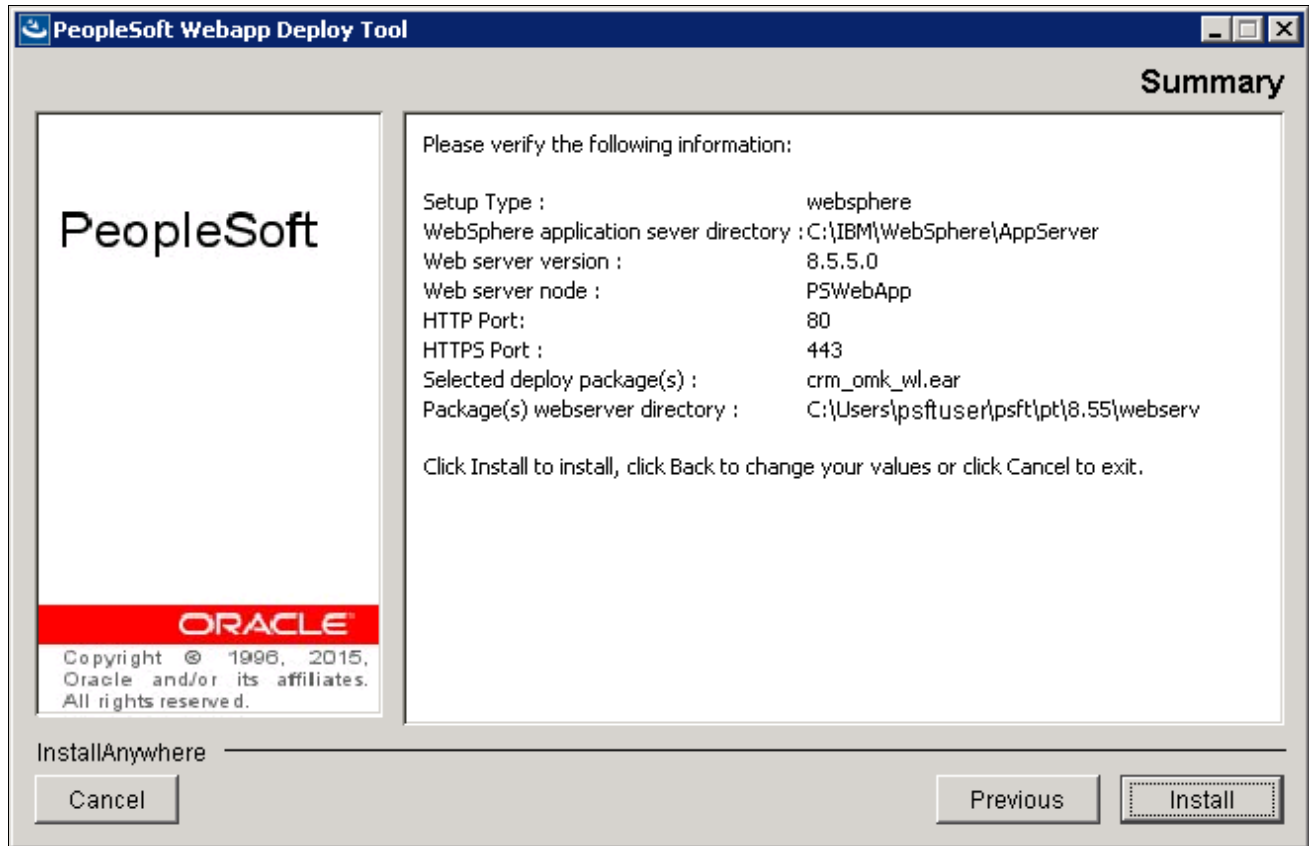 PeopleSoft Webapp Deploy Tool
Summary
PeopleSoft
ORACLE
Copyright © 1996, 2015,
Oracle and/or its affiliates.
All rights reserved.
Please verify the following information:
Setup Type : websphere
WebSphere application sever directory :C:\IBM\WebSphere\AppServer
Web server version : 8.5.5.0
Web server node : PSWebApp
HTTP Port: 80
HTTPS Port : 443
Selected deploy package(s) : crm_omk_wl.ear
Package(s) webserver directory : C:\Users\psftuser\psft\pt\8.55\webserv
Click Install to install, click Back to change your values or click Cancel to exit.
InstallAnywhere
Cancel Previous Install